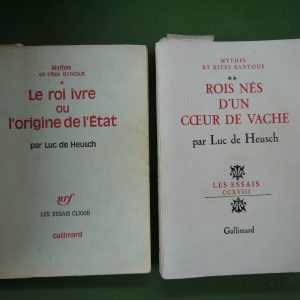 Mythes
et rites bantous
*
Le roi ivre
ou
l'origine de l'État
par Luc de Heusch
nrf
LES ESSAIS CLXXIII
Gallimard
MYTHES
ET RITES BANTOUS
**
ROIS NÉS
D'UN
CŒUR DE VACHE
par Luc de Heusch
LES ESSAIS
CCXVIII
Gallimard